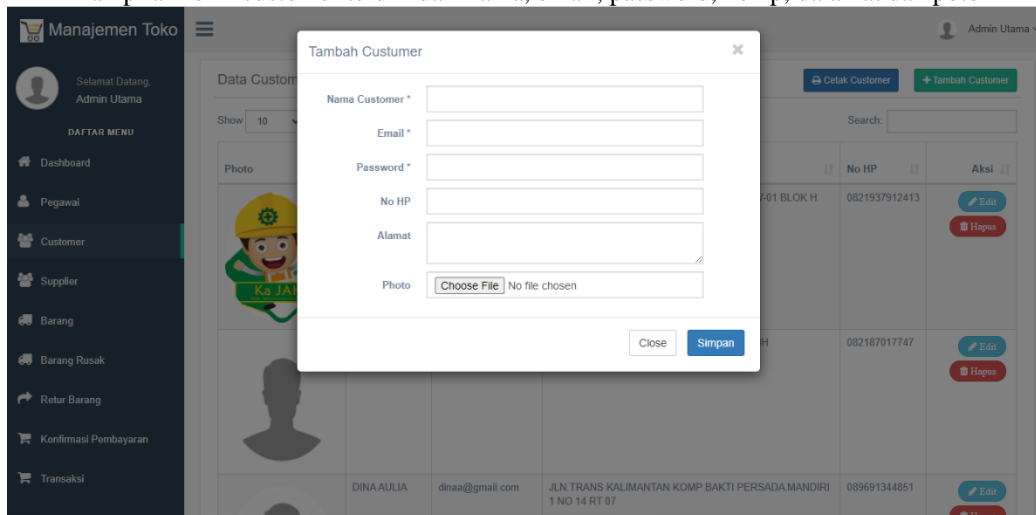 Manajemen Toko
Admin Utama
Selamat Datang,
Admin Utama
DAFTAR MENU
Dashboard
Pegawai
Customer
Supplier
Barang
Barang Rusak
Retur Barang
Konfirmasi Pembayaran
Transaksi
Data Custom
Cetak Customer
+Tambah Customer
Show 10
Search:
Photo
No HP
Aksi
Ka JAK
7-01 BLOK H.
0821937912413
Edit
Hapus
082187017747
Edit
Hapus
DINA AULIA
dinaa@gmail.com
JLN.TRANS KALIMANTAN KOMP BAKTI PERSADA MANDIRI
1 NO 14 RT 07
089691344851
Edit
Tambah Custumer
×
Nama Customer *
Email *
Password *
No HP
Alamat
Photo
Choose File No file chosen
Close
Simpan